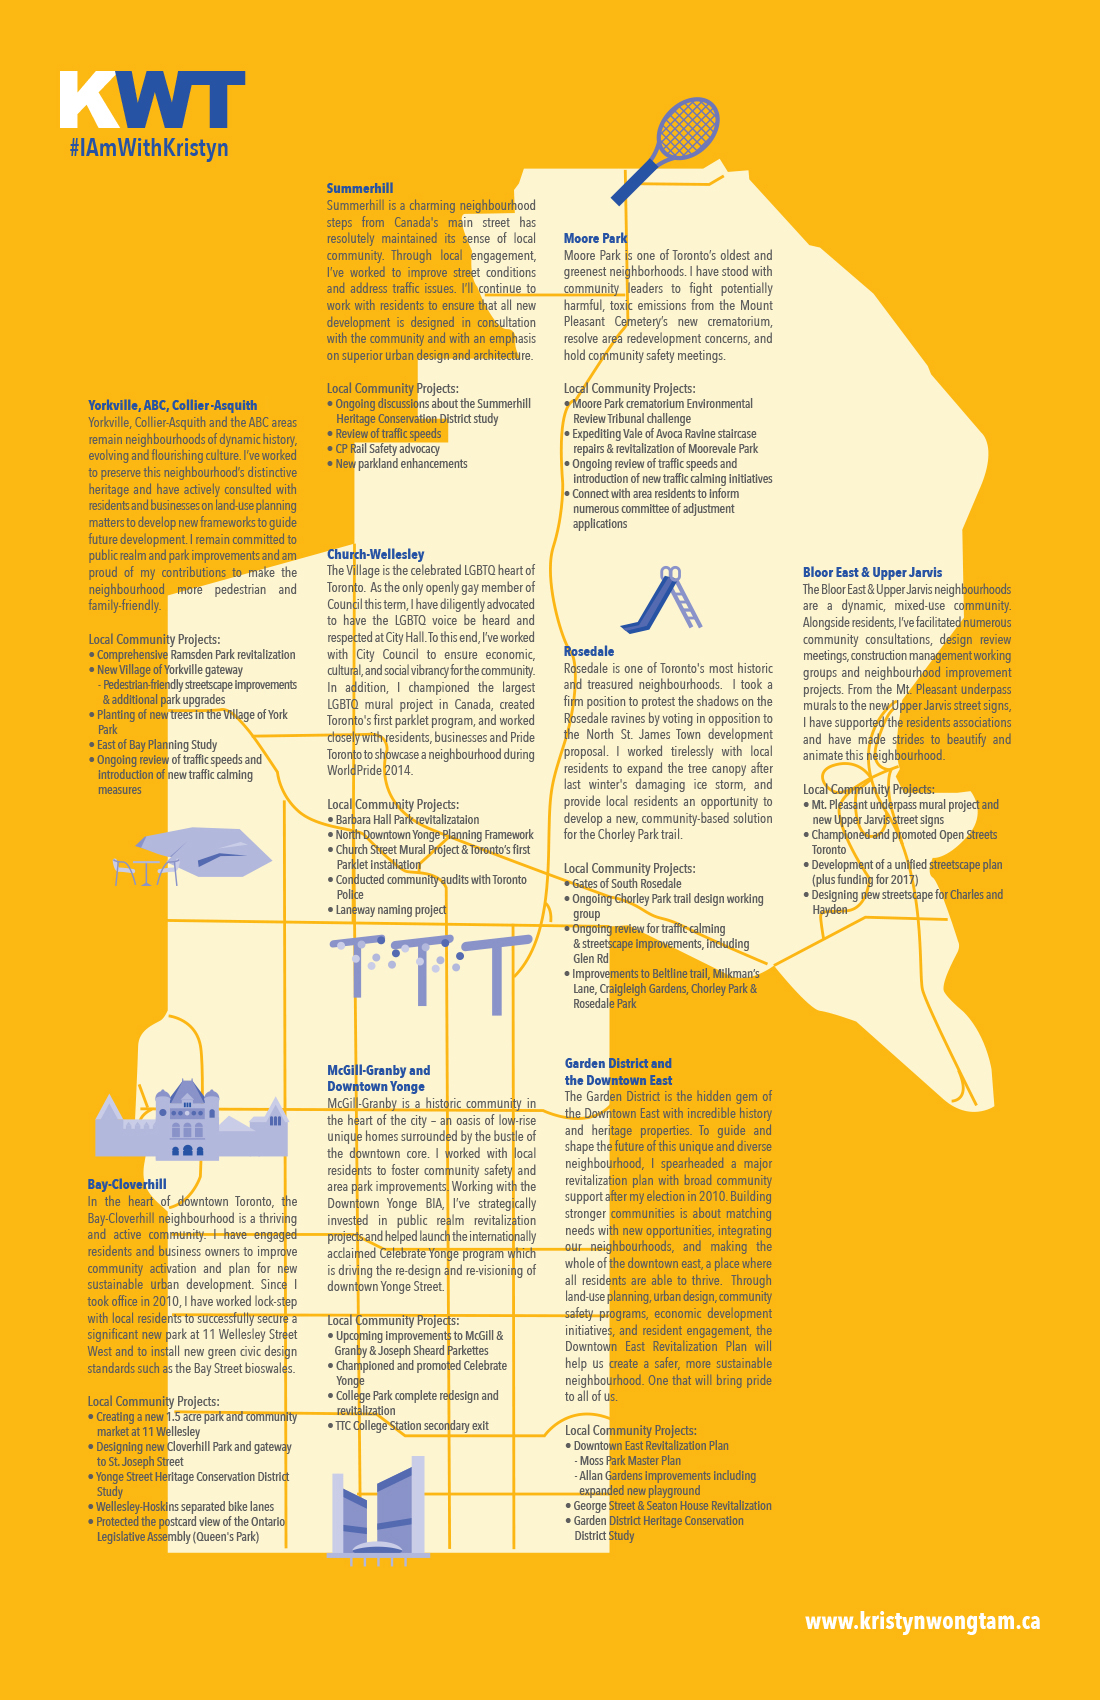 KWT
#IAmWithKristyn
Summerhill
Summerhill is a charming neighbourhood
steps from Canada's main street has
resolutely maintained its sense of local
community. Through local engagement,
I've worked to improve street conditions
and address traffic issues. I'll continue to
work with residents to ensure that all new
development is designed in consultation
with the community and with an emphasis
on superior urban design and architecture.
Local Community Projects:
• Ongoing discussions about the Summerhill
Heritage Conservation District study
• Review of traffic speeds
• CP Rail Safety advocacy
• New parkland enhancements
Moore Park
Moore Park is one of Toronto's oldest and
greenest neighborhoods. I have stood with
community leaders to fight potentially
harmful, toxic emissions from the Mount
Pleasant Cemetery's new crematorium,
resolve area redevelopment concerns, and
hold community safety meetings.
Local Community Projects:
• Moore Park crematorium Environmental
Review Tribunal challenge
• Expediting Vale of Avoca Ravine staircase
repairs & revitalization of Moorevale Park
• Ongoing review of traffic speeds and
introduction of new traffic calming initiatives
• Connect with area residents to inform
numerous committee of adjustment
applications
Yorkville, ABC, Collier-Asquith
Yorkville, Collier-Asquith and the ABC areas
remain neighbourhoods of dynamic history,
evolving and flourishing culture. I've worked
to preserve this neighbourhood's distinctive
heritage and have actively consulted with
residents and businesses on land-use planning
matters to develop new frameworks to guide
future development. I remain committed to
public realm and park improvements and am
proud of my contributions to make the
neighbourhood more pedestrian and
family-friendly.
Local Community Projects:
• Comprehensive Ramsden Park revitalization
• New Village of Yorkville gateway
- Pedestrian-friendly streetscape improvements
& additional park upgrades
• Planting of new trees in the Village of York
Park
• East of Bay Planning Study
• Ongoing review of traffic speeds and
introduction of new traffic calming
measures
Church-Wellesley
The Village is the celebrated LGBTQ heart of
Toronto. As the only openly gay member of
Council this term, I have diligently advocated
to have the LGBTQ voice be heard and
respected at City Hall. To this end, I've worked
with City Council to ensure economic,
cultural, and social vibrancy for the community.
In addition, I championed the largest
LGBTQ mural project in Canada, created
Toronto's first parklet program, and worked
closely with residents, businesses and Pride
Toronto to showcase a neighbourhood during
WorldPride 2014.
Local Community Projects:
• Barbara Hall Park revitalizataion
• North Downtown Yonge Planning Framework
• Church Street Mural Project & Toronto's first
Parklet installation
• Conducted community audits with Toronto
Police
• Laneway naming project
Rosedale
Rosedale is one of Toronto's most historic
and treasured neighbourhoods. I took a
firm position to protest the shadows on the
Rosedale ravines by voting in opposition to
the North St. James Town development
proposal. I worked tirelessly with local
residents to expand the tree canopy after
last winter's damaging ice storm, and
provide local residents an opportunity to
develop a new, community-based solution
for the Chorley Park trail.
Local Community Projects:
• Gates of South Rosedale
• Ongoing Chorley Park trail design working
group
• Ongoing review for traffic calming
& streetscape improvements, including
Glen Rd
• Improvements to Beltline trail, Milkman's
Lane, Craigleigh Gardens, Chorley Park &
Rosedale Park
Bloor East & Upper Jarvis
The Bloor East & Upper Jarvis neighbourhoods
are a dynamic, mixed-use community.
Alongside residents, I've facilitated numerous
community consultations, design review
meetings, construction management working
groups and neighbourhood improvement
projects. From the Mt. Pleasant underpass
murals to the new Upper Jarvis street signs,
I have supported the residents associations
and have made strides to beautify and
animate this neighbourhood.
Local Community Projects:
• Mt. Pleasant underpass mural project and
new Upper Jarvis street signs
• Championed and promoted Open Streets
Toronto
• Development of a unified streetscape plan
(plus funding for 2017)
• Designing new streetscape for Charles and
Hayden
Bay-Cloverhill
In the heart of downtown Toronto, the
Bay-Cloverhill neighbourhood is a thriving
and active community. I have engaged
residents and business owners to improve
community activation and plan for new
sustainable urban development. Since I
took office in 2010, I have worked lock-step
with local residents to successfully secure a
significant new park at 11 Wellesley Street
West and to install new green civic design
standards such as the Bay Street bioswales.
Local Community Projects:
• Creating a new 1.5 acre park and community
market at 11 Wellesley
• Designing new Cloverhill Park and gateway
to St. Joseph Street
• Yonge Street Heritage Conservation District
Study
• Wellesley-Hoskins separated bike lanes
• Protected the postcard view of the Ontario
Legislative Assembly (Queen's Park)
McGill-Granby and
Downtown Yonge
McGill-Granby is a historic community in
the heart of the city – an oasis of low-rise
unique homes surrounded by the bustle of
the downtown core. I worked with local
residents to foster community safety and
area park improvements. Working with the
Downtown Yonge BIA, I've strategically
invested in public realm revitalization
projects and helped launch the internationally
acclaimed Celebrate Yonge program which
is driving the re-design and re-visioning of
downtown Yonge Street.
Local Community Projects:
• Upcoming improvements to McGill &
Granby & Joseph Sheard Parkettes
• Championed and promoted Celebrate
Yonge
• College Park complete redesign and
revitalization
• TTC College Station secondary exit
Garden District and
the Downtown East
The Garden District is the hidden gem of
the Downtown East with incredible history
and heritage properties. To guide and
shape the future of this unique and diverse
neighbourhood, I spearheaded a major
revitalization plan with broad community
support after my election in 2010. Building
stronger communities is about matching
needs with new opportunities, integrating
our neighbourhoods, and making the
whole of the downtown east, a place where
all residents are able to thrive. Through
land-use planning, urban design, community
safety programs, economic development
initiatives, and resident engagement, the
Downtown East Revitalization Plan will
help us create a safer, more sustainable
neighbourhood. One that will bring pride
to all of us.
Local Community Projects:
• Downtown East Revitalization Plan
- Moss Park Master Plan
- Allan Gardens improvements including
expanded new playground
• George Street & Seaton House Revitalization
• Garden District Heritage Conservation
District Study
www.kristynwongtam.ca